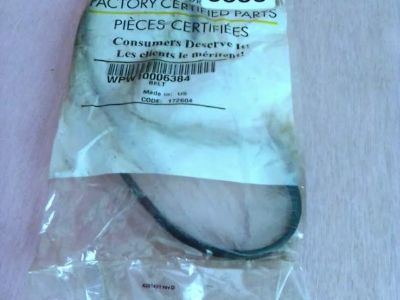 FACTORY CERTIFIED PARTS
PIÈCES CERTIFIÉES
Consumers Deserve It!
Les clients le méritent!
WPW10006384
BELT
Made in: US
CODE: 172604